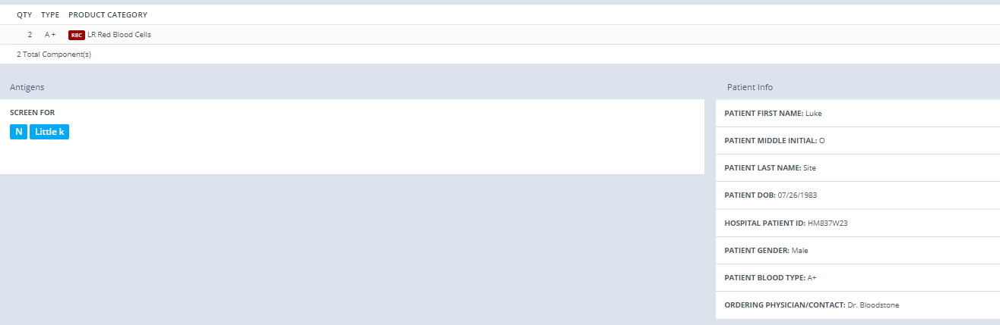 QTY TYPE PRODUCT CATEGORY
2 A + RBC LR Red Blood Cells
2 Total Component(s)
Antigens
SCREEN FOR
N Little k
Patient Info
PATIENT FIRST NAME: Luke
PATIENT MIDDLE INITIAL: O
PATIENT LAST NAME: Site
PATIENT DOB: 07/26/1983
HOSPITAL PATIENT ID: HM837W23
PATIENT GENDER: Male
PATIENT BLOOD TYPE: A+
ORDERING PHYSICIAN/CONTACT: Dr. Bloodstone